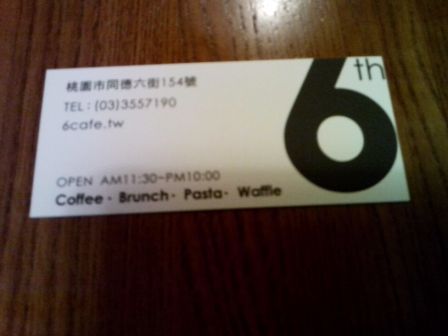 桃園市同德六街154號
TEL:(03)3557190
6cafe.tw
6th
OPEN AM11:30~PM10:00
Coffee· Brunch· Pasta· Waffle